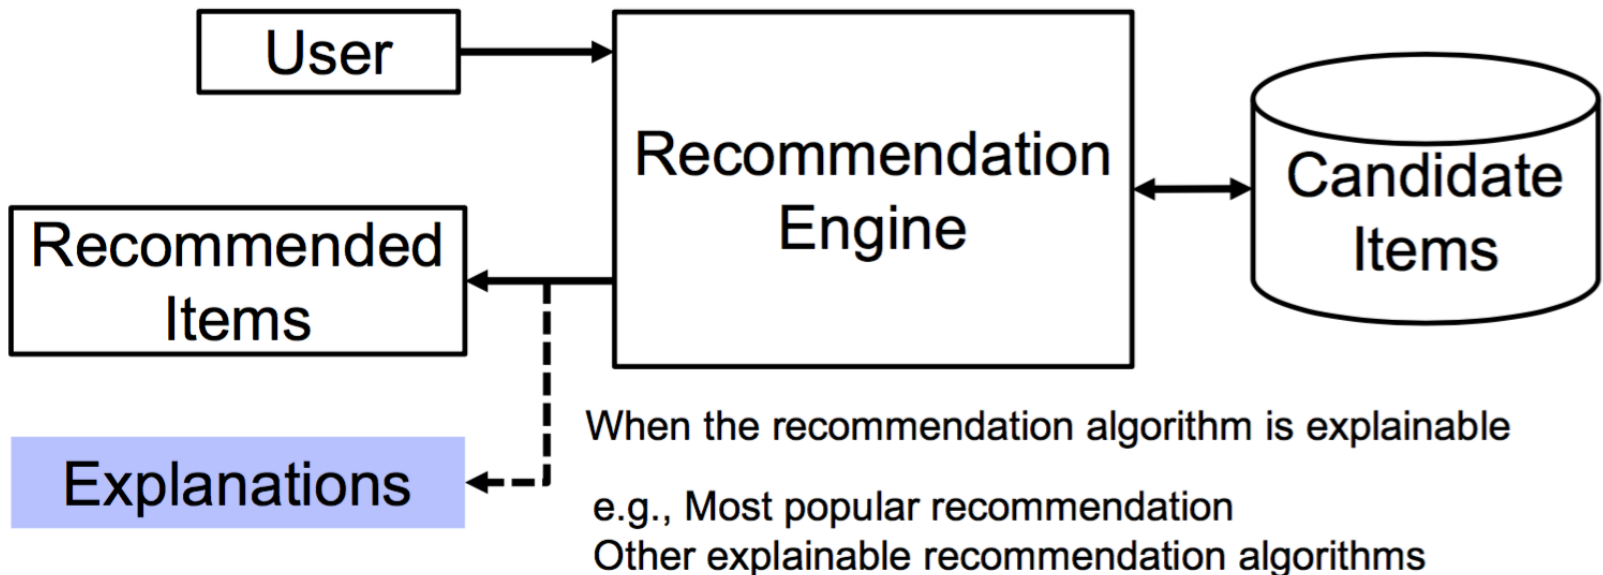 User
Recommendation
Engine
Candidate
Items
Recommended
Items
Explanations
When the recommendation algorithm is explainable
e.g., Most popular recommendation
Other explainable recommendation algorithms